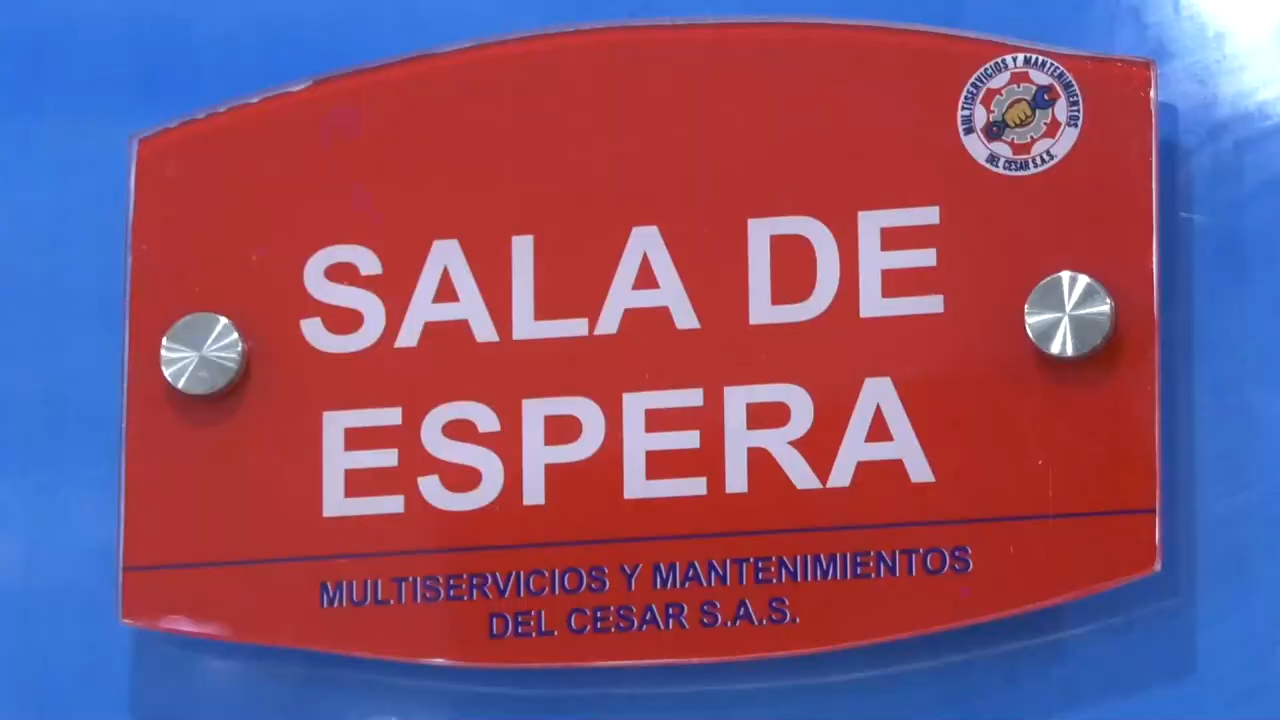 MULTISERVICIOS Y MANTENIMIENTOS
DEL CESAR S.A.S.
SALA DE
ESPERA
MULTISERVICIOS Y MANTENIMIENTOS
DEL CESAR S.A.S.